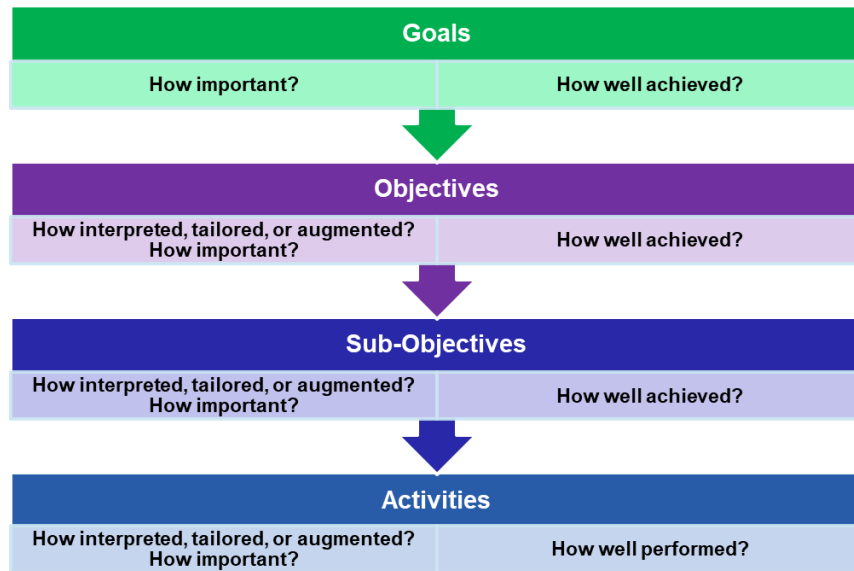 Goals
How important?
How well achieved?
Objectives
How interpreted, tailored, or augmented?
How important?
How well achieved?
Sub-Objectives
How interpreted, tailored, or augmented?
How important?
How well achieved?
Activities
How interpreted, tailored, or augmented?
How important?
How well performed?